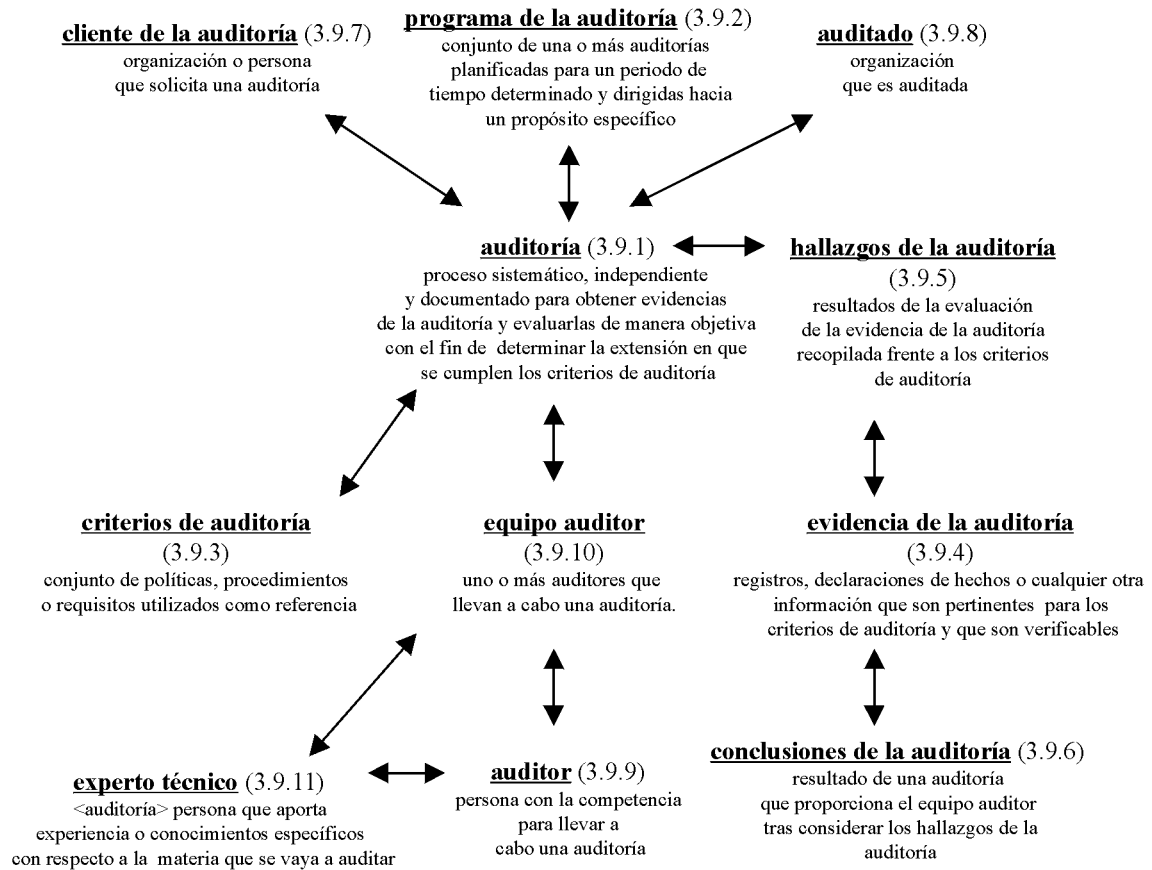 cliente de la auditoría (3.9.7)
organización o persona
que solicita una auditoría
programa de la auditoría (3.9.2)
conjunto de una o más auditorías
planificadas para un periodo de
tiempo determinado y dirigidas hacia
un propósito específico
auditado (3.9.8)
organización
que es auditada
auditoría (3.9.1)
proceso sistemático, independiente
y documentado para obtener evidencias
de la auditoría y evaluarlas de manera objetiva
con el fin de determinar la extensión en que
se cumplen los criterios de auditoría
hallazgos de la auditoría
(3.9.5)
resultados de la evaluación
de la evidencia de la auditoría
recopilada frente a los criterios
de auditoría
criterios de auditoría
(3.9.3)
conjunto de políticas, procedimientos
o requisitos utilizados como referencia
equipo auditor
(3.9.10)
uno o más auditores que
llevan a cabo una auditoría.
evidencia de la auditoría
(3.9.4)
registros, declaraciones de hechos o cualquier otra
información que son pertinentes para los
criterios de auditoría y que son verificables
experto técnico (3.9.11)
<auditoría> persona que aporta
experiencia o conocimientos específicos
con respecto a la materia que se vaya a auditar
auditor (3.9.9)
persona con la competencia
para llevar a
cabo una auditoría
conclusiones de la auditoría (3.9.6)
resultado de una auditoría
que proporciona el equipo auditor
tras considerar los hallazgos de la
auditoría